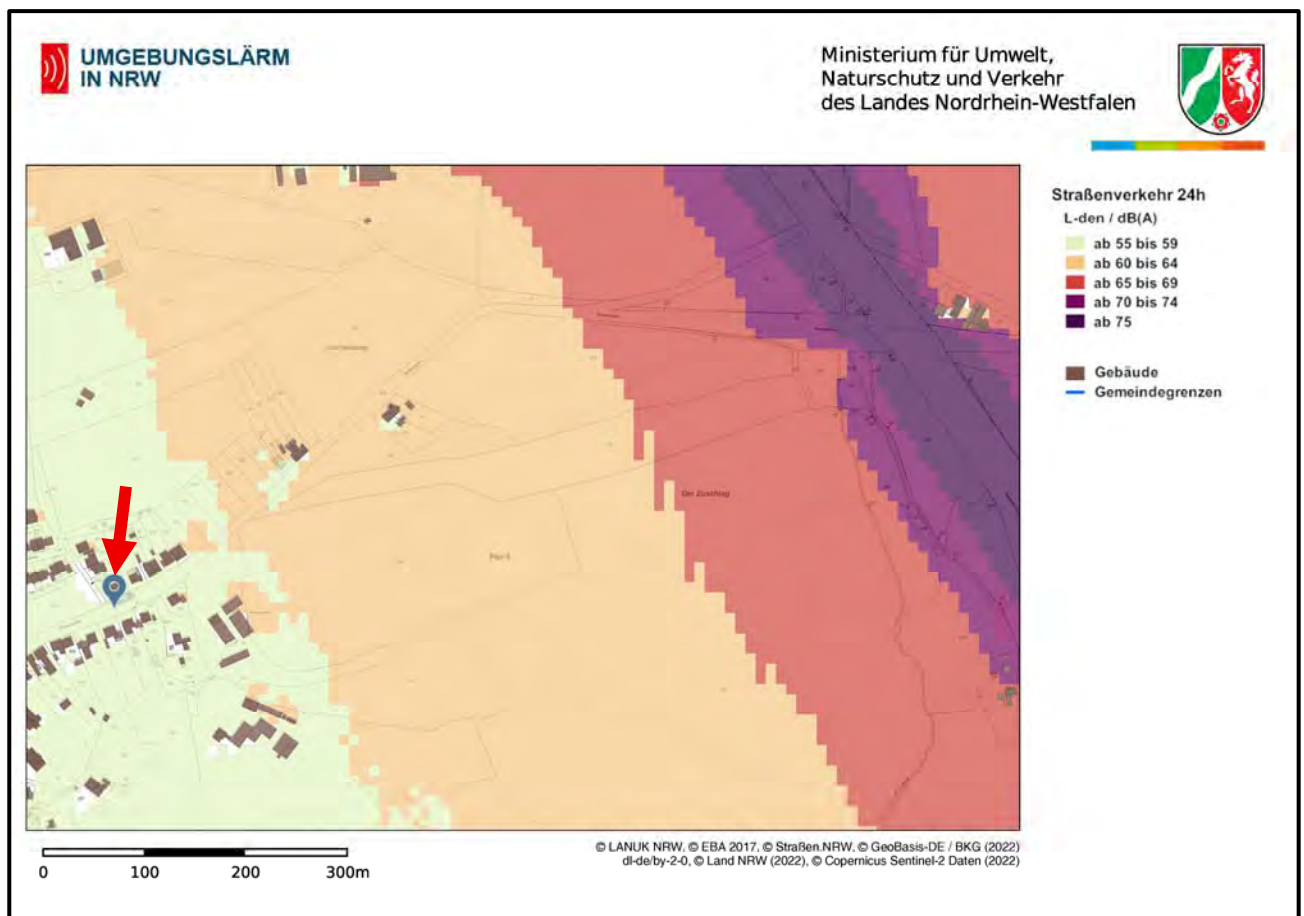 UMGEBUNGSLÄRM
IN NRW
Ministerium für Umwelt,
Naturschutz und Verkehr
des Landes Nordrhein-Westfalen
Straßenverkehr 24h
L-den / dB(A)
ab 55 bis 59
ab 60 bis 64
ab 65 bis 69
ab 70 bis 74
ab 75
Gebäude
Gemeindegrenzen
Der Zuschlag
0 100 200 300m
© LANUK NRW, © EBA 2017, © Straßen.NRW, © GeoBasis-DE / BKG (2022)
dl-de/by-2-0, © Land NRW (2022), © Copernicus Sentinel-2 Daten (2022)